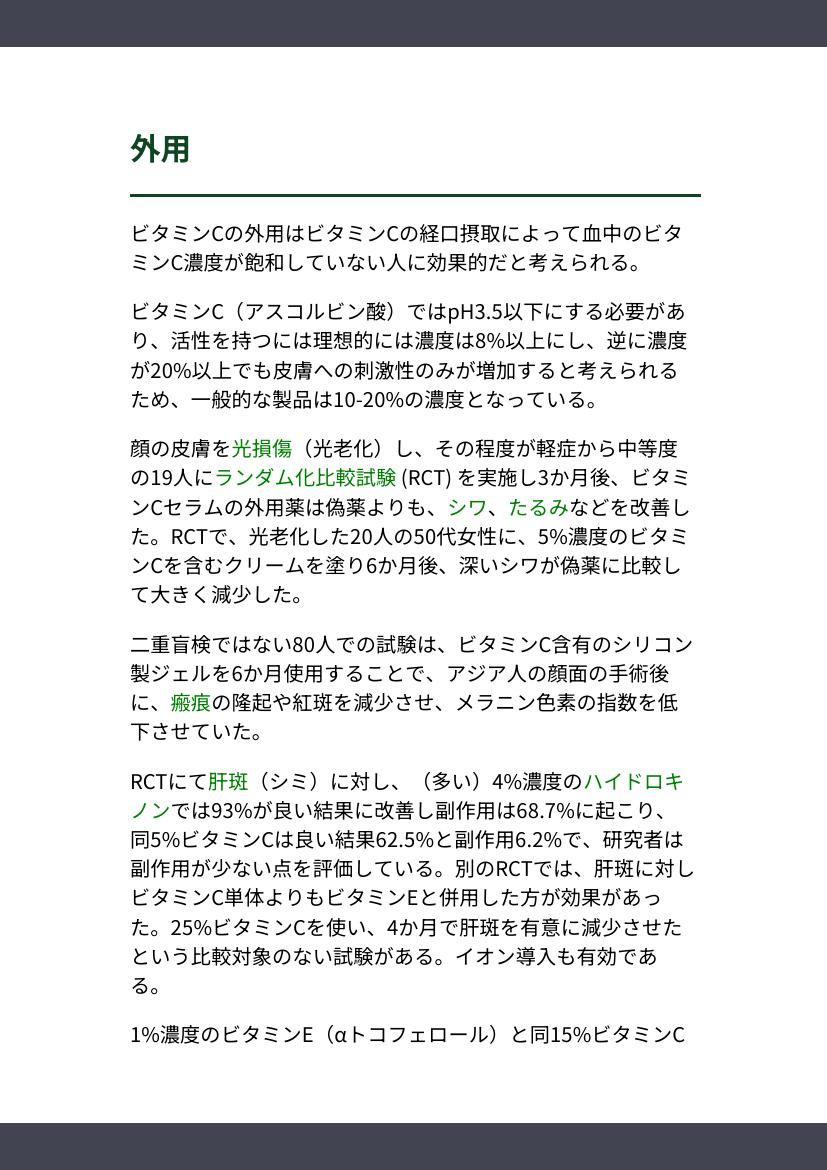 外用
ビタミンCの外用はビタミンCの経口摂取によって血中のビタ
ミンC濃度が飽和していない人に効果的だと考えられる。
ビタミンC（アスコルビン酸）ではpH3.5以下にする必要があ
り、活性を持つには理想的には濃度は8%以上にし、逆に濃度
が20%以上でも皮膚への刺激性のみが増加すると考えられる
ため、一般的な製品は10-20%の濃度となっている。
顔の皮膚を光損傷（光老化）し、その程度が軽症から中等度
の19人にランダム化比較試験 (RCT) を実施し3か月後、ビタミ
ンCセラムの外用薬は偽薬よりも、シワ、たるみなどを改善し
た。RCTで、光老化した20人の50代女性に、5%濃度のビタミ
ンCを含むクリームを塗り6か月後、深いシワが偽薬に比較し
て大きく減少した。
二重盲検ではない80人での試験は、ビタミンC含有のシリコン
製ジェルを6か月使用することで、アジア人の顔面の手術後
に、瘢痕の隆起や紅斑を減少させ、メラニン色素の指数を低
下させていた。
RCTにて肝斑（シミ）に対し、（多い）4%濃度のハイドロキ
ノンでは93%が良い結果に改善し副作用は68.7%に起こり、
同5%ビタミンCは良い結果62.5%と副作用6.2%で、研究者は
副作用が少ない点を評価している。別のRCTでは、肝斑に対し
ビタミンC単体よりもビタミンEと併用した方が効果があっ
た。25%ビタミンCを使い、4か月で肝斑を有意に減少させた
という比較対象のない試験がある。イオン導入も有効であ
る。
1%濃度のビタミンE（αトコフェロール）と同15%ビタミンC